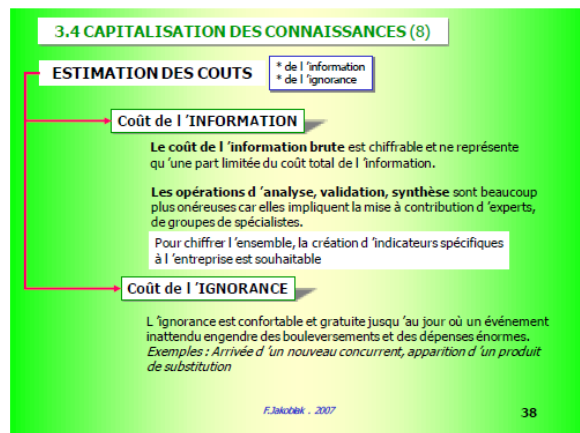 3.4 CAPITALISATION DES CONNAISSANCES (8)
ESTIMATION DES COUTS
* de l 'information
* de l 'ignorance
Coût de l 'INFORMATION
Le coût de l 'information brute est chiffrable et ne représente
qu 'une part limitée du coût total de l 'information.
Les opérations d 'analyse, validation, synthèse sont beaucoup
plus onéreuses car elles impliquent la mise à contribution d 'experts,
de groupes de spécialistes.
Pour chiffrer l 'ensemble, la création d 'indicateurs spécifiques
à l 'entreprise est souhaitable
Coût de l 'IGNORANCE
L 'ignorance est confortable et gratuite jusqu 'au jour où un événement
inattendu engendre des bouleversements et des dépenses énormes.
Exemples : Arrivée d 'un nouveau concurrent, apparition d 'un produit
de substitution
F.Jakobiak . 2007
38